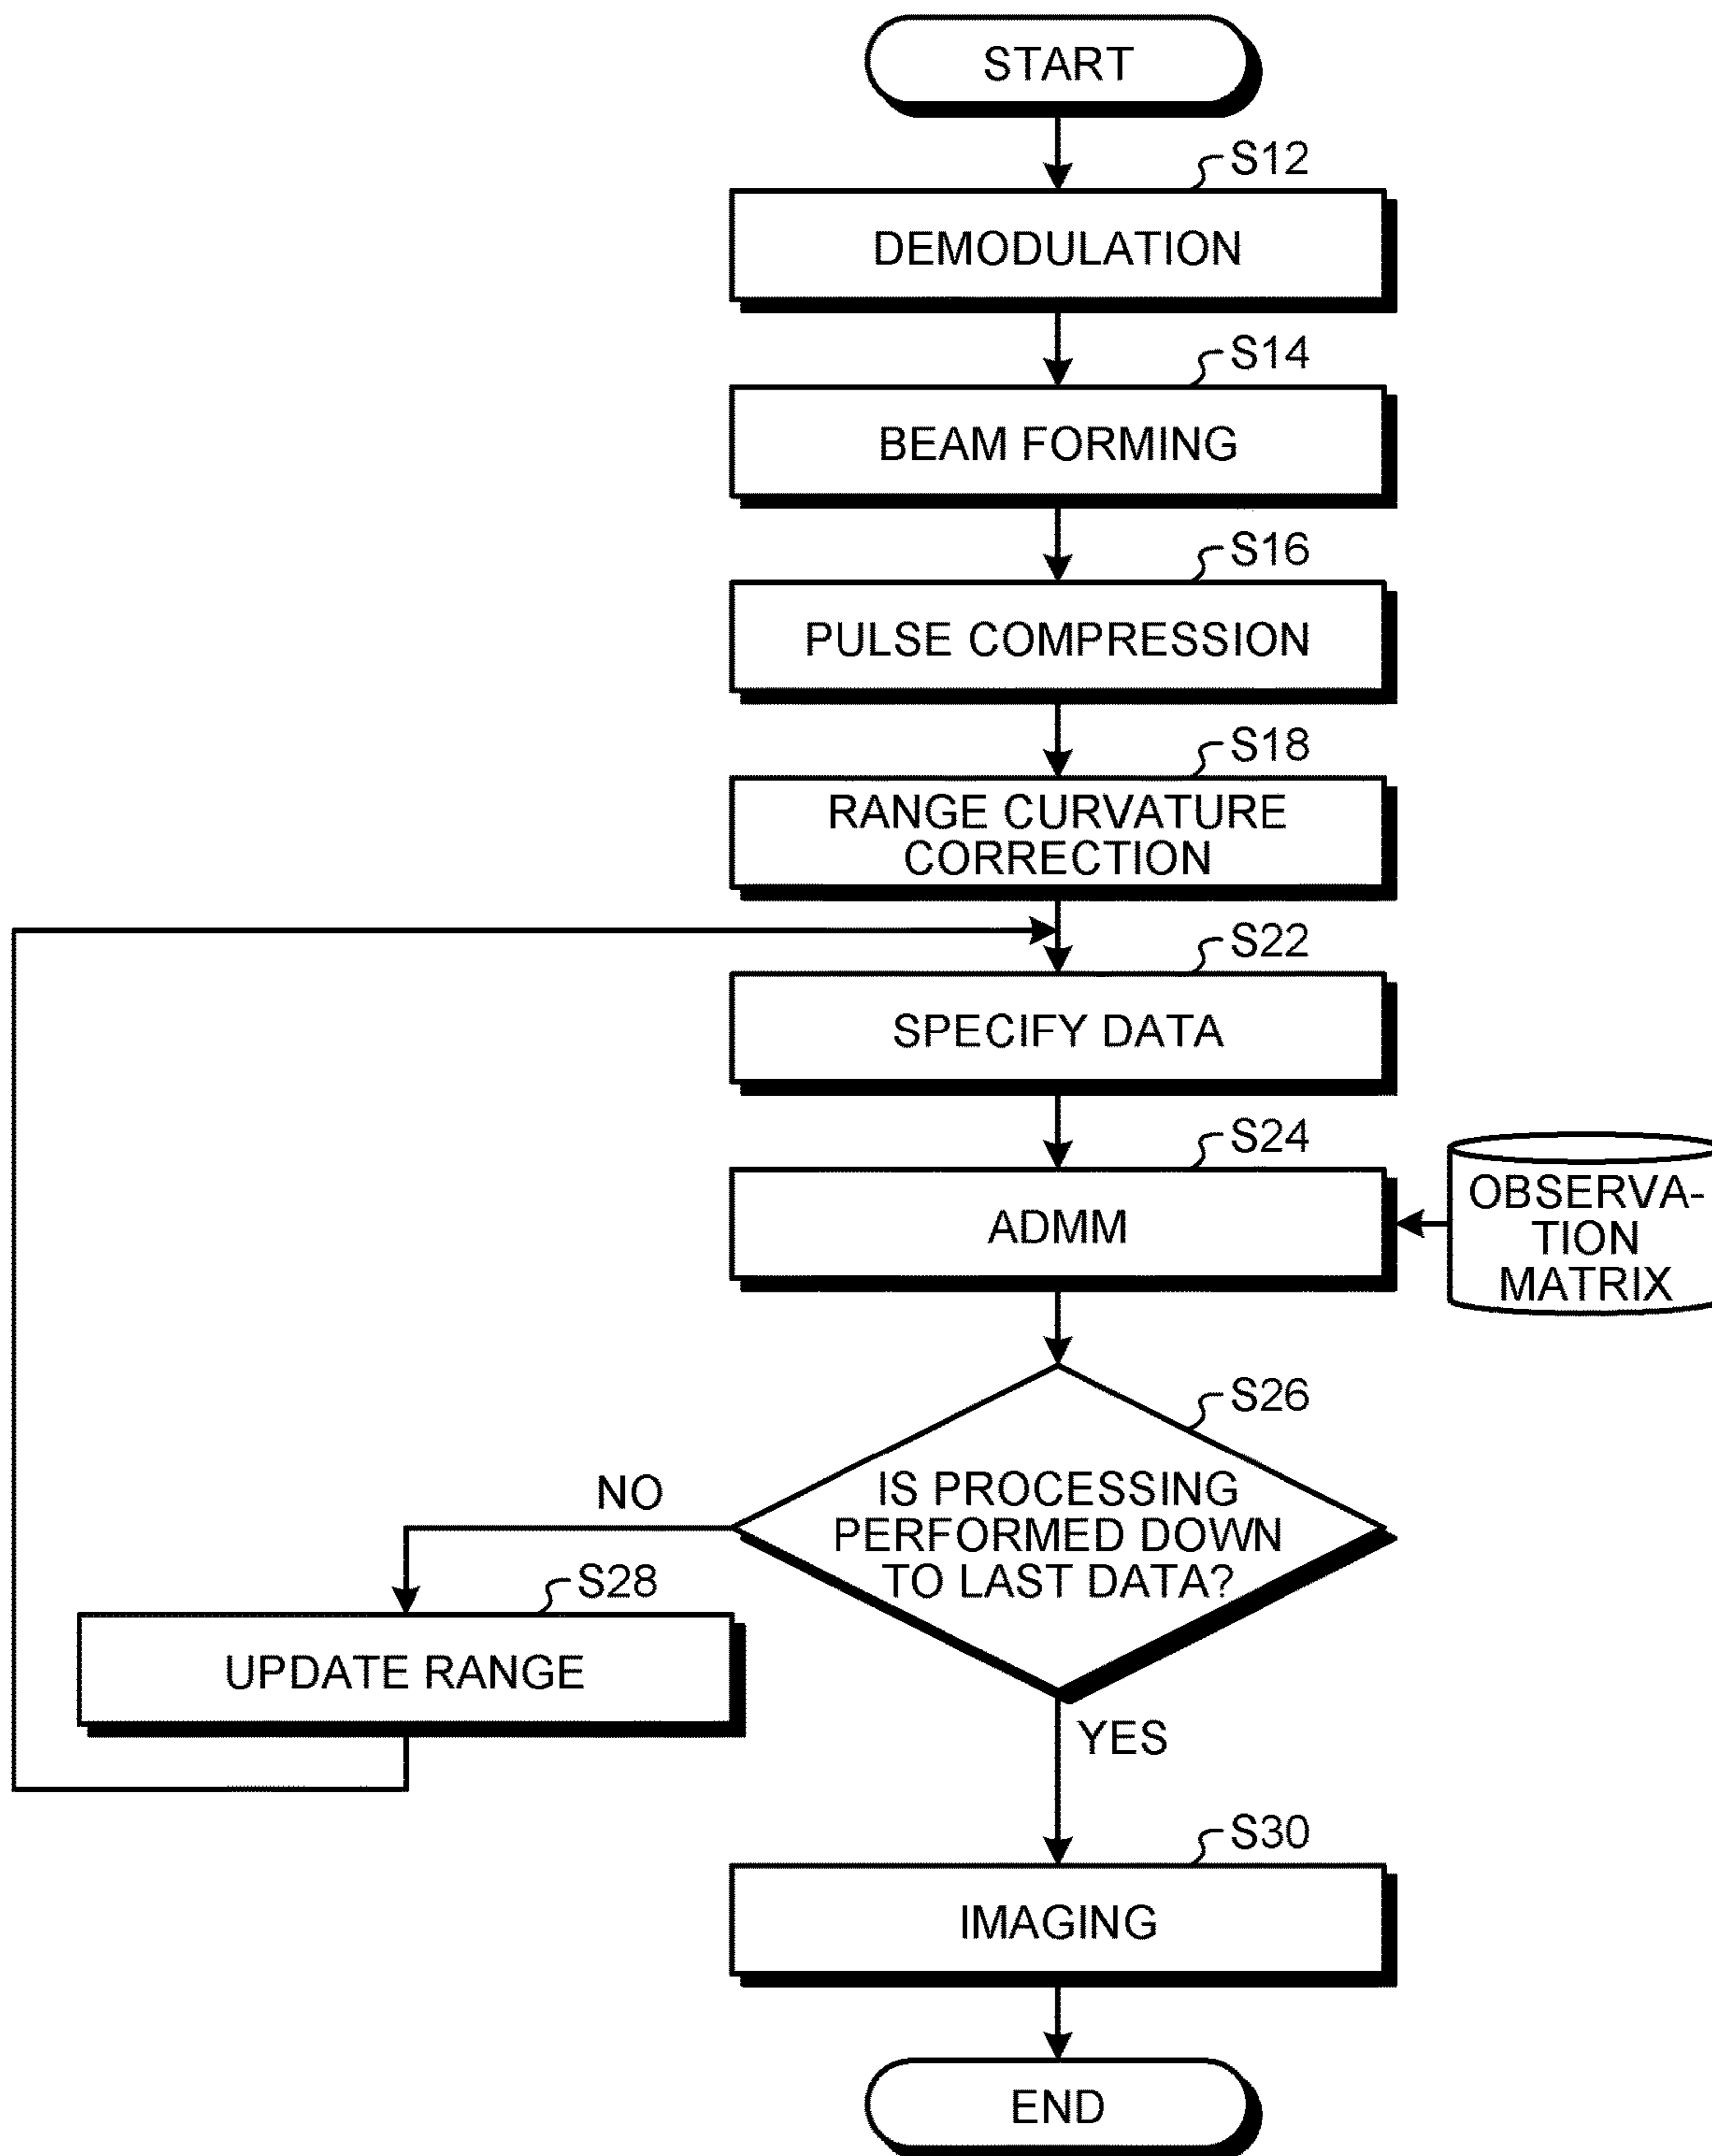 START
S12
DEMODULATION
S14
BEAM FORMING
S16
PULSE COMPRESSION
S18
RANGE CURVATURE
CORRECTION
S22
SPECIFY DATA
S24
ADMM
OBSERVA-
TION
MATRIX
S26
IS PROCESSING
PERFORMED DOWN
TO LAST DATA?
NO
S28
UPDATE RANGE
YES
S30
IMAGING
END